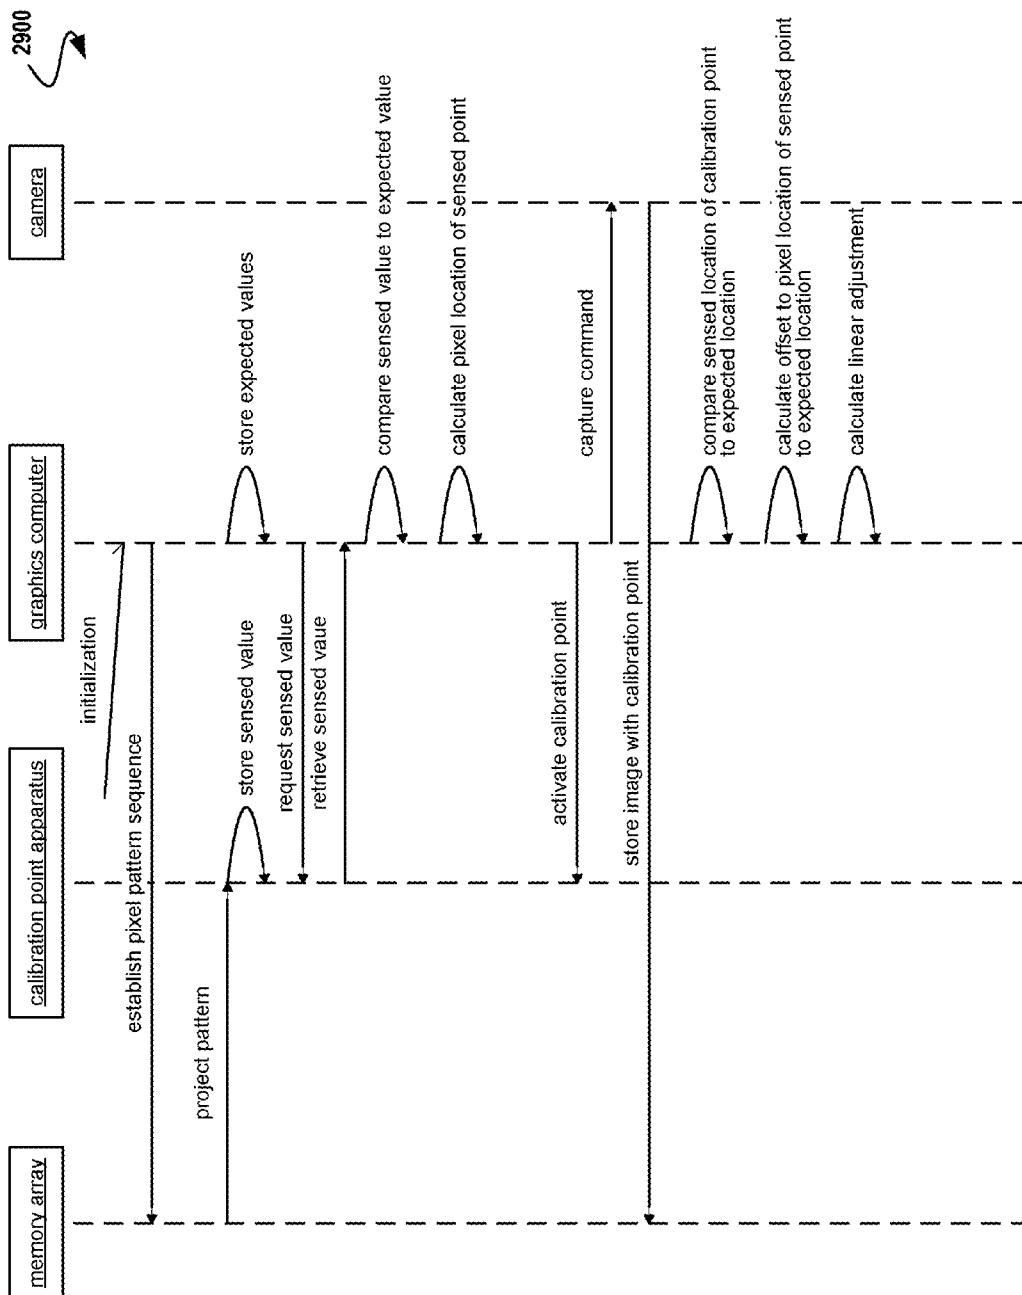 memory array
calibration point apparatus
graphics computer
camera
2900
initialization
establish pixel pattern sequence
project pattern
store sensed value
store expected values
request sensed value
retrieve sensed vaue
compare sensed value to expected value
calculate pixel location of sensed point
activate calibration point
capture command
store image with calibration point
compare sensed location of calibration point
to expected location
calculate offset to pixel location of sensed point
to expected location
calculate linear adjustment